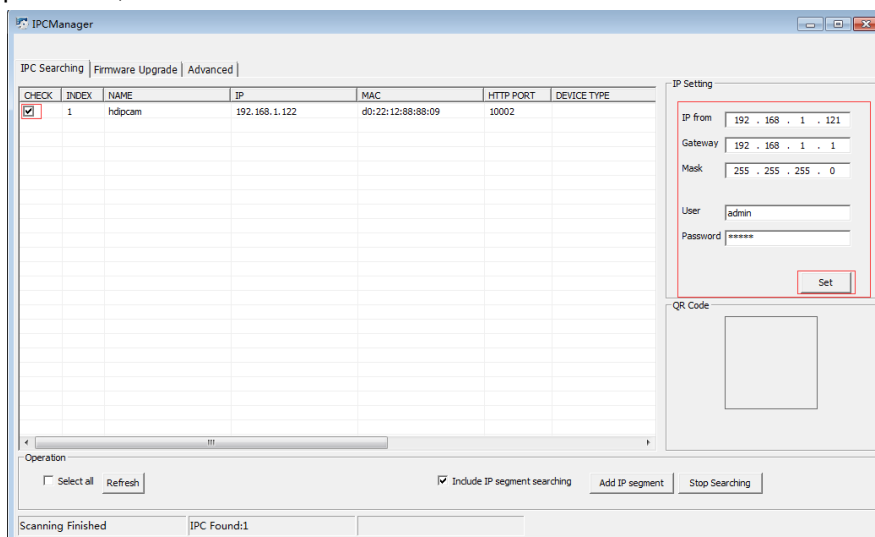 IPCManager
IPC Searching Firmware Upgrade Advanced
CHECK INDEX NAME IP MAC HTTP PORT DEVICE TYPE
1 hdipcam 192.168.1.122 d0:22:12:88:88:09 10002
IP Setting
IP from 192 . 168 . 1 . 121
Gateway 192 . 168 . 1 . 1
Mask 255 . 255 . 255 . 0
User admin
Password *****
Set
QR Code
Operation
Select all Refresh Include IP segment searching Add IP segment Stop Searching
Scanning Finished IPC Found:1